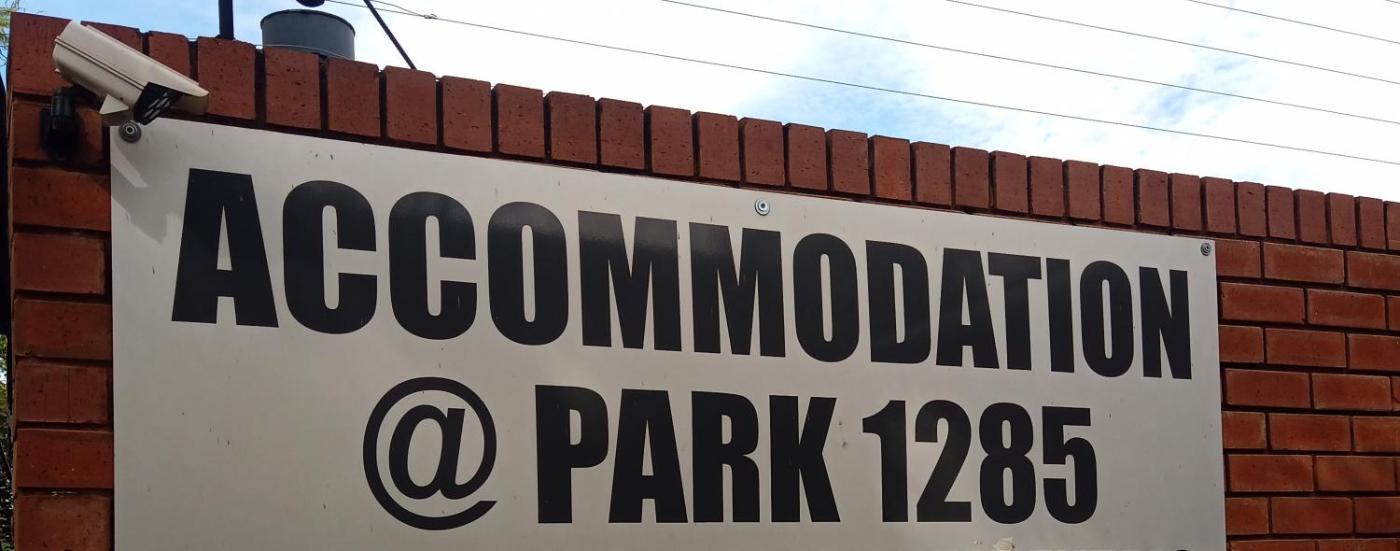 ACCOMMODATION
@ PARK 1285